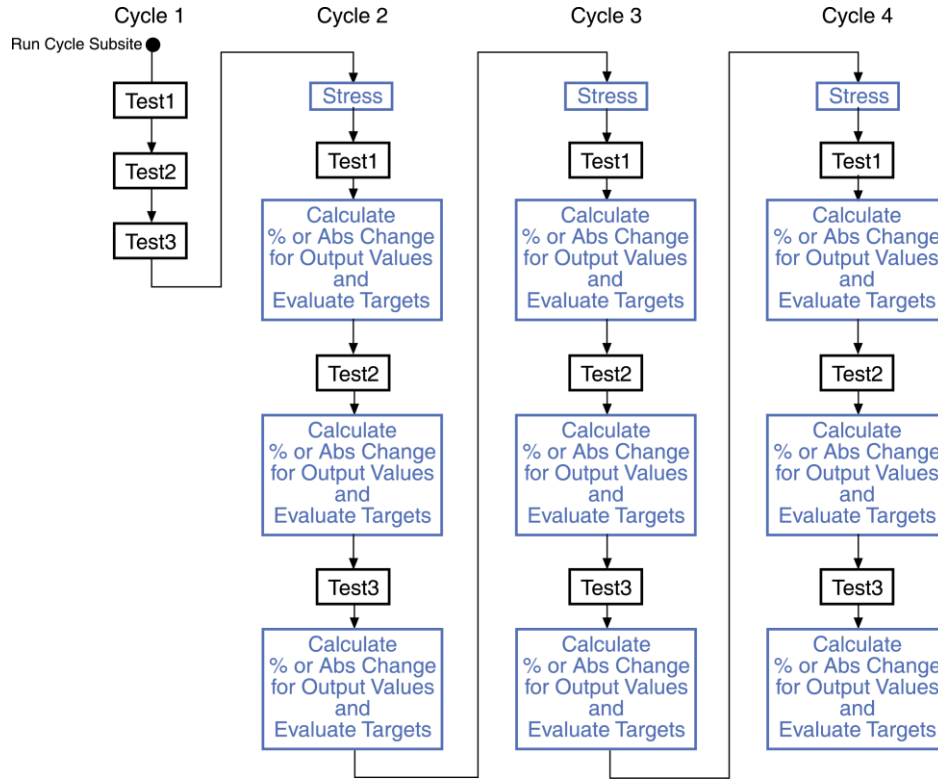 Cycle 1
Run Cycle Subsite
Test1
Test2
Test3
Cycle 2
Stress
Test1
Calculate
% or Abs Change
for Output Values
and
Evaluate Targets
Test2
Calculate
% or Abs Change
for Output Values
and
Evaluate Targets
Test3
Calculate
% or Abs Change
for Output Values
and
Evaluate Targets
Cycle 3
Stress
Test1
Calculate
% or Abs Change
for Output Values
and
Evaluate Targets
Test2
Calculate
% or Abs Change
for Output Values
and
Evaluate Targets
Test3
Calculate
% or Abs Change
for Output Values
and
Evaluate Targets
Cycle 4
Stress
Test1
Calculate
% or Abs Change
for Output Values
and
Evaluate Targets
Test2
Calculate
% or Abs Change
for Output Values
and
Evaluate Targets
Test3
Calculate
% or Abs Change
for Output Values
and
Evaluate Targets